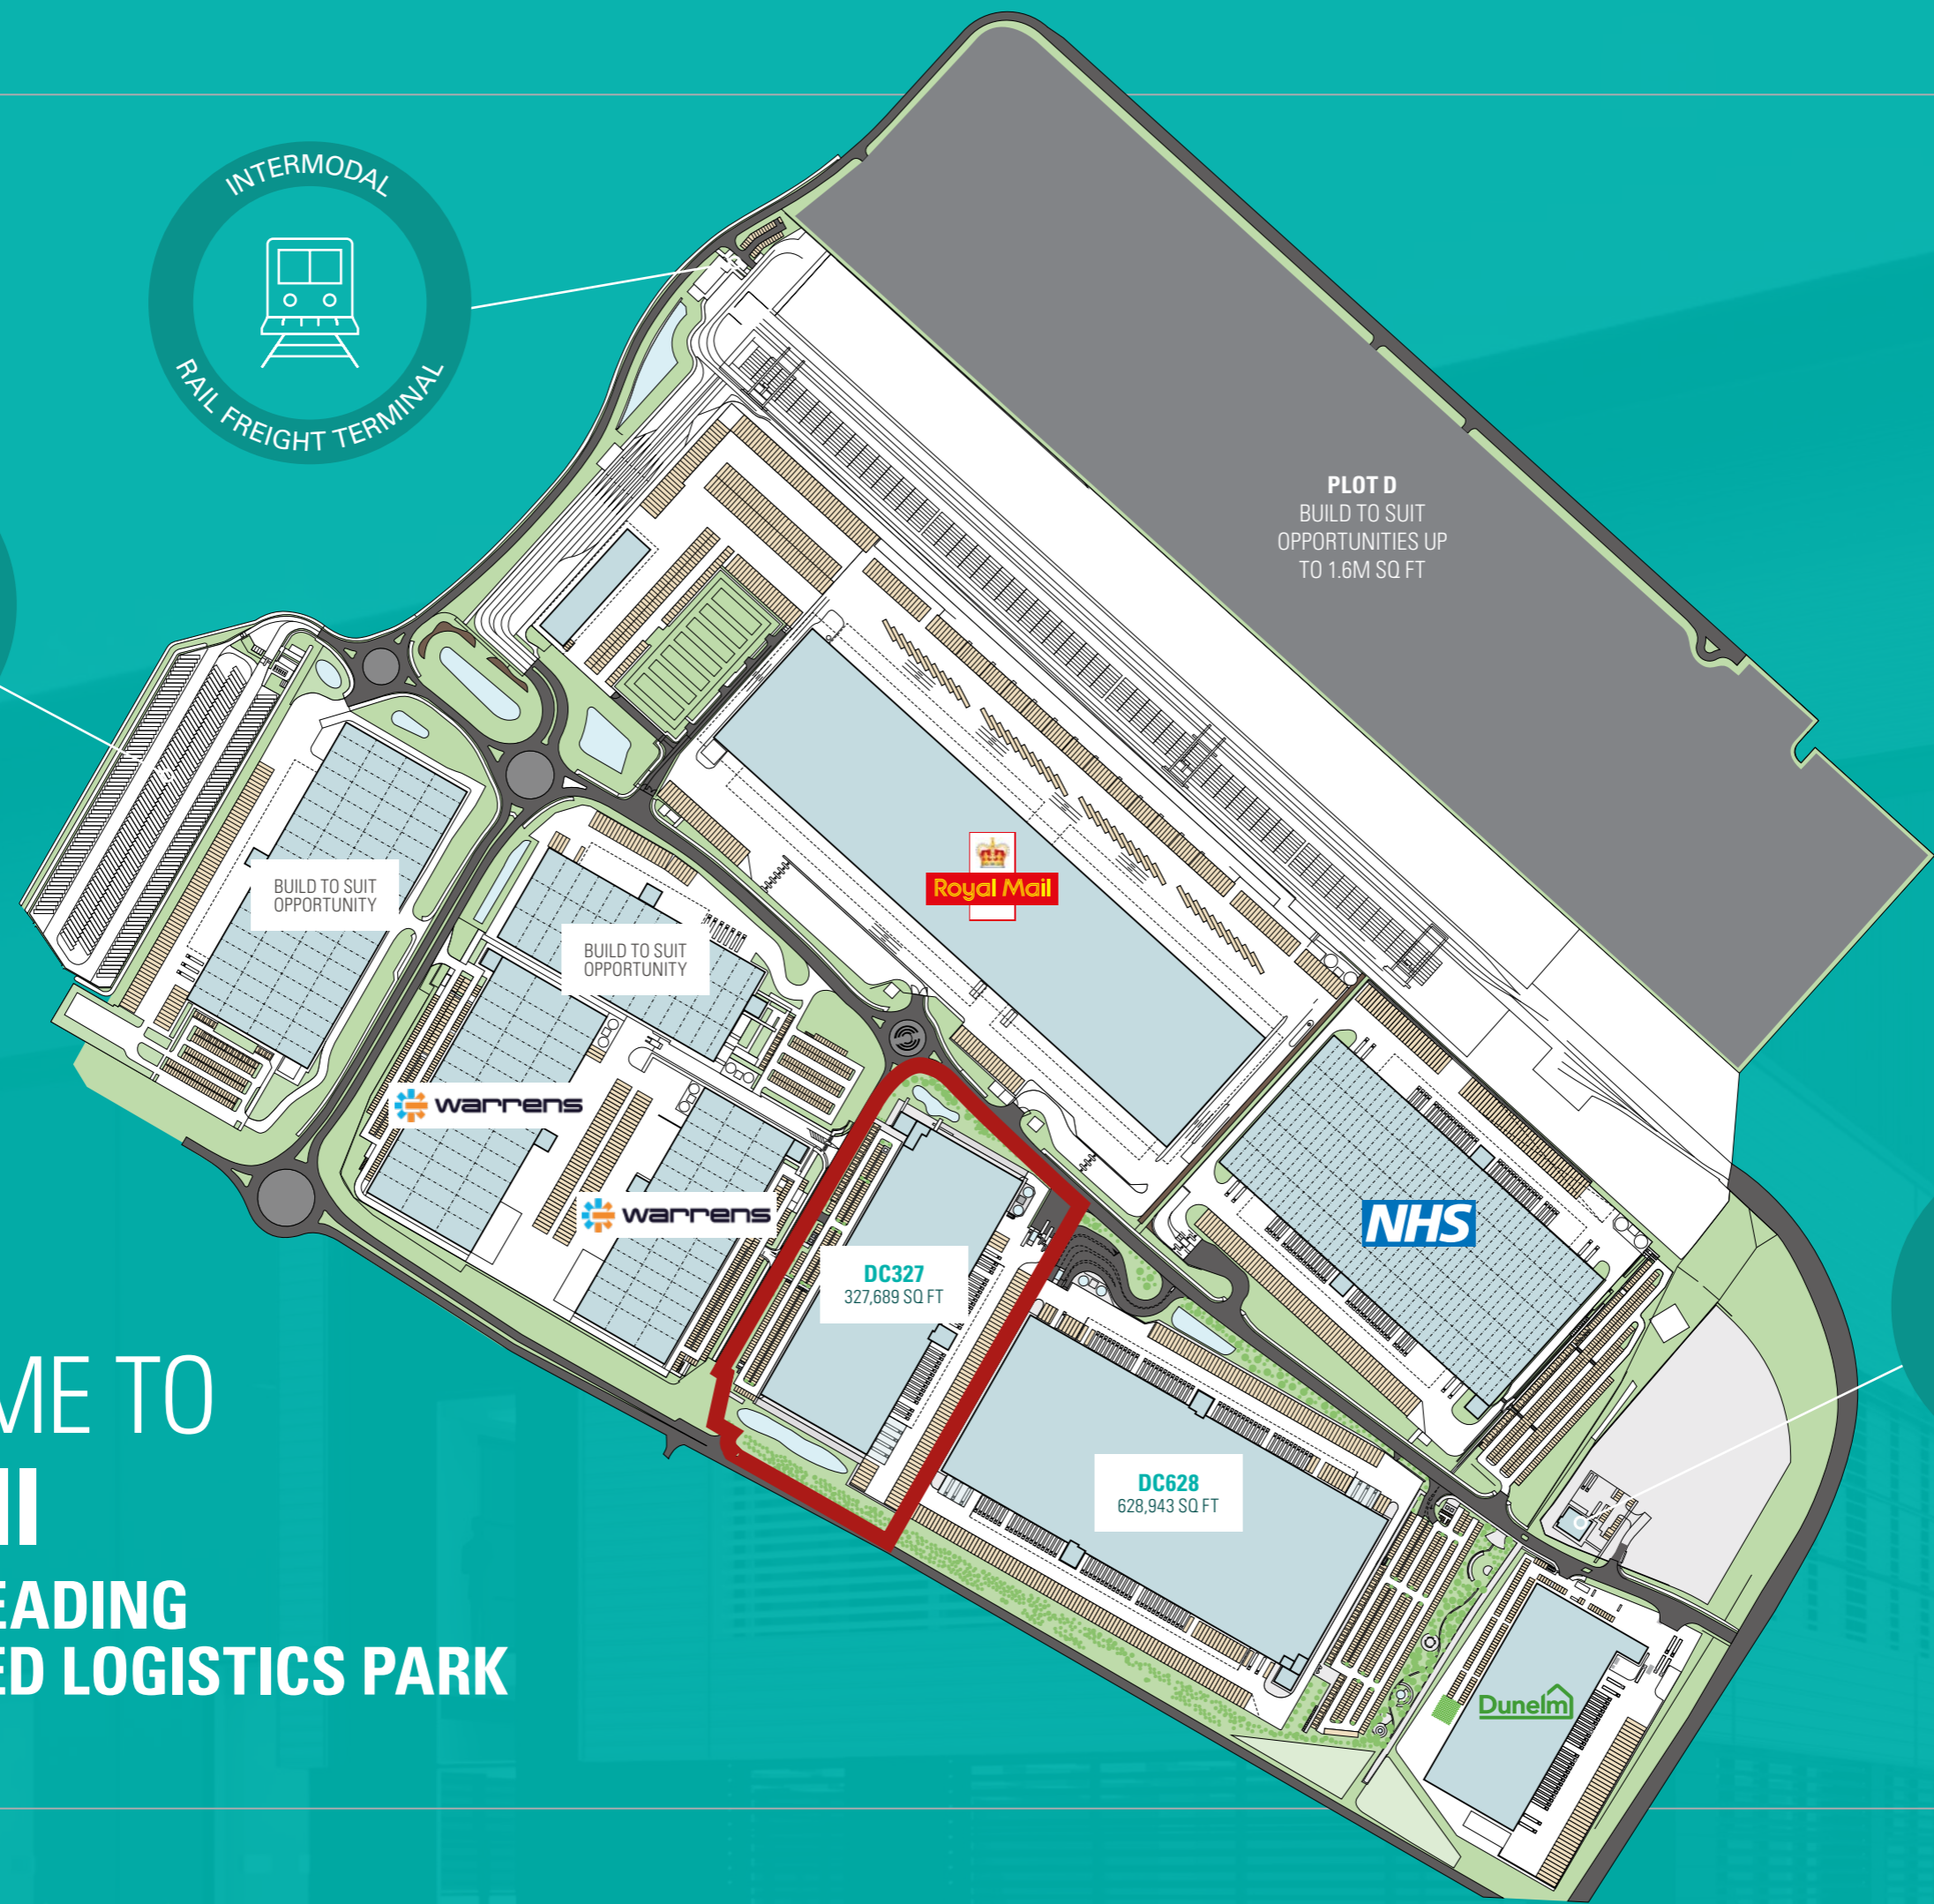 INTERMODAL
RAIL FREIGHT TERMINAL
PLOT D
BUILD TO SUIT
OPPORTUNITIES UP
TO 1.6M SQ FT
BUILD TO SUIT
OPPORTUNITY
BUILD TO SUIT
OPPORTUNITY
Royal Mail
warrens
warrens
NHS
DC327
327,689 SQ FT
DC628
628,943 SQ FT
Dunelm
ME TO
EADING
ED LOGISTICS PARK